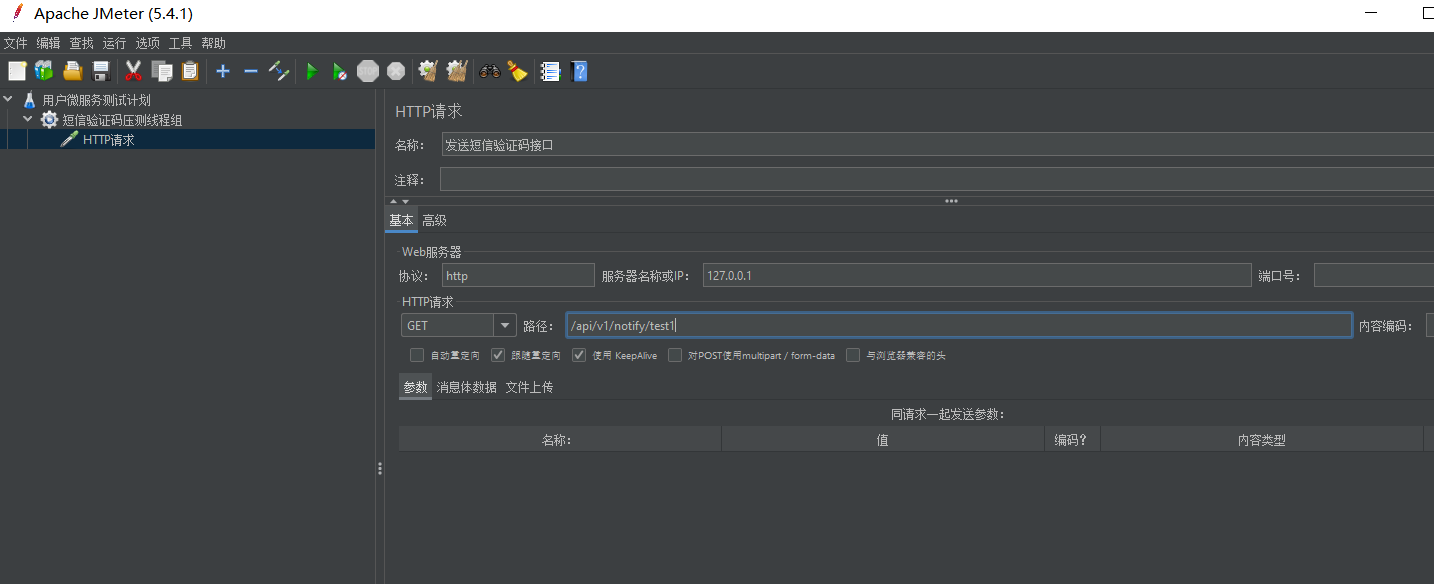 Apache JMeter (5.4.1)
文件 编辑 查找 运行 选项 工具 帮助
用户微服务测试计划
短信验证码压测线程组
HTTP请求
HTTP请求
名称： 发送短信验证码接口
注释：
基本 高级
Web服务器
协议： http 服务器名称或IP： 127.0.0.1 端口号：
HTTP请求
GET 路径： /api/v1/notify/test1 内容编码：
自动重定向 跟随重定向 使用 KeepAlive 对POST使用multipart / form-data 与浏览器兼容的头
参数 消息体数据 文件上传
同请求一起发送参数：
名称： 值 编码？ 内容类型